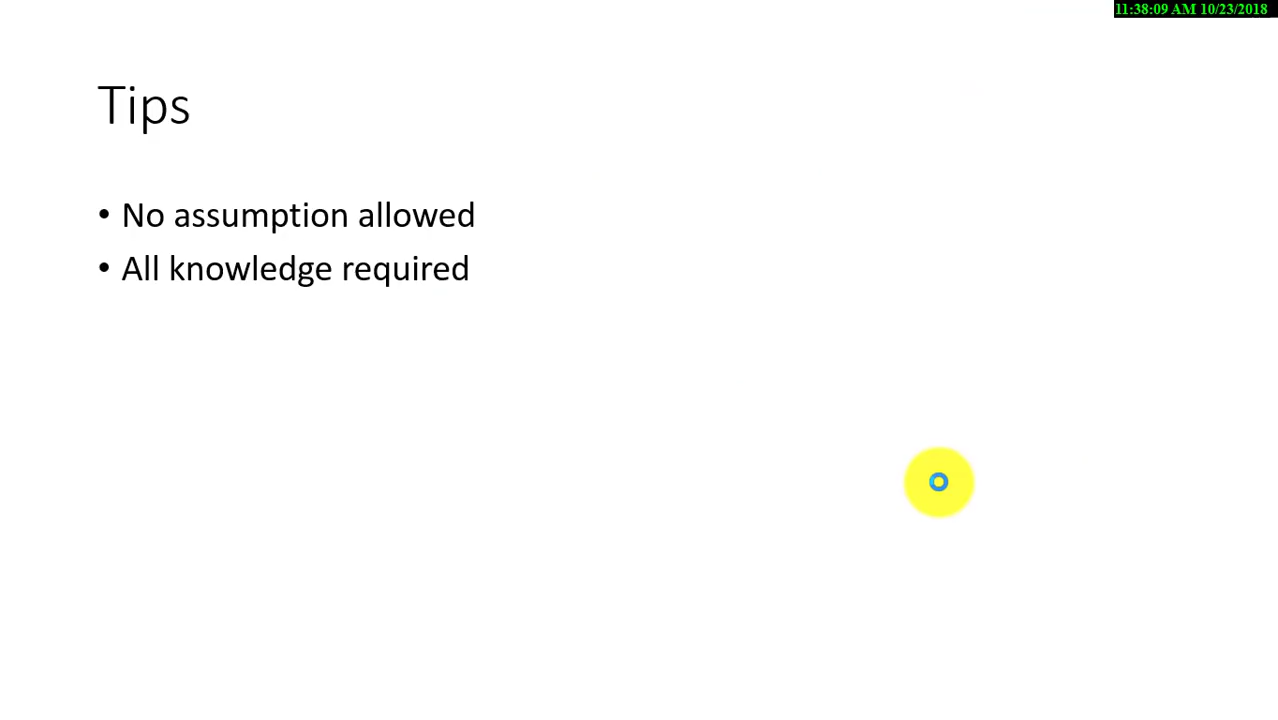 11:38:09 AM 10/23/2018
Tips
• No assumption allowed
• All knowledge required